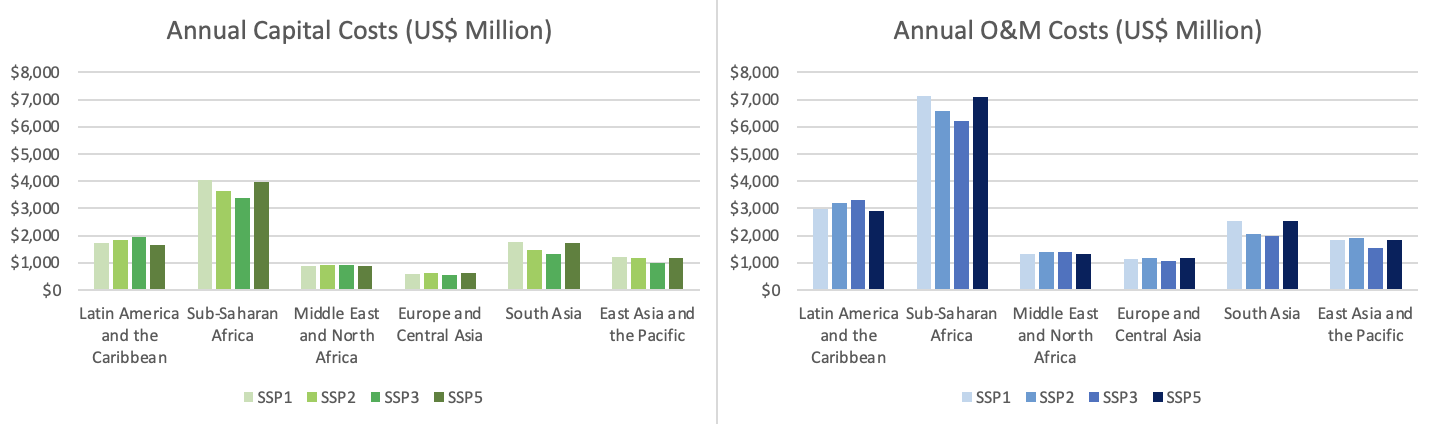 Annual Capital Costs (US$ Million)
$8,000
$7,000
$6,000
$5,000
$4,000
$3,000
$2,000
$1,000
$0
Latin America and the Caribbean
Sub-Saharan Africa
Middle East and North Africa
Europe and Central Asia
South Asia
East Asia and the Pacific
SSP1 SSP2 SSP3 SSP5
Annual O&M Costs (US$ Million)
$8,000
$7,000
$6,000
$5,000
$4,000
$3,000
$2,000
$1,000
$0
Latin America and the Caribbean
Sub-Saharan Africa
Middle East and North Africa
Europe and Central Asia
South Asia
East Asia and the Pacific
SSP1 SSP2 SSP3 SSP5